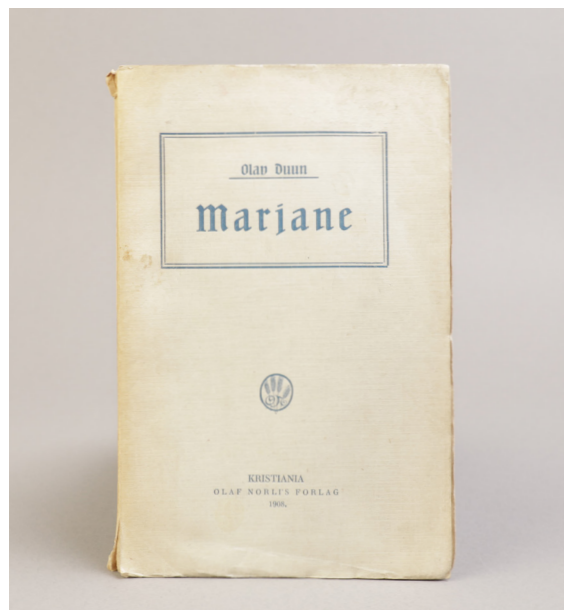 Olav Duun
Marjane
KRISTIANIA
OLAF NORLI'S FORLAG
1908.